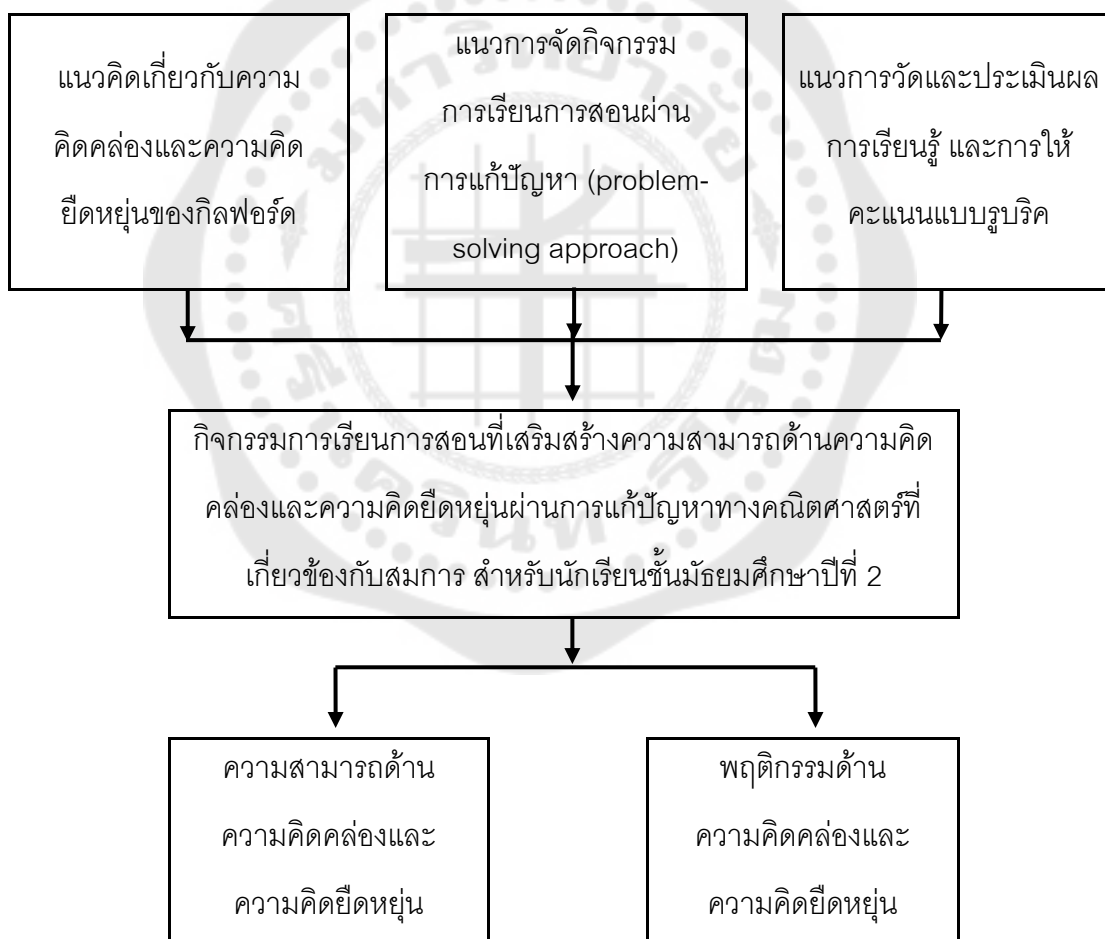 แนวคิดเกี่ยวกับความ
คิดคล่องและความคิด
ยืดหยุ่นของกิลฟอร์ด
แนวการจัดกิจกรรม
การเรียนการสอนผ่าน
การแก้ปัญหา (problem-
solving approach)
แนวการวัดและประเมินผล
การเรียนรู้ และการให้
คะแนนแบบรูบริค
กิจกรรมการเรียนการสอนที่เสริมสร้างความสามารถด้านความคิด
คล่องและความคิดยืดหยุ่นผ่านการแก้ปัญหาทางคณิตศาสตร์ที่
เกี่ยวข้องกับสมการ สำหรับนักเรียนชั้นมัธยมศึกษาปีที่ 2
ความสามารถด้าน
ความคิดคล่องและ
ความคิดยืดหยุ่น
พฤติกรรมด้าน
ความคิดคล่องและ
ความคิดยืดหยุ่น